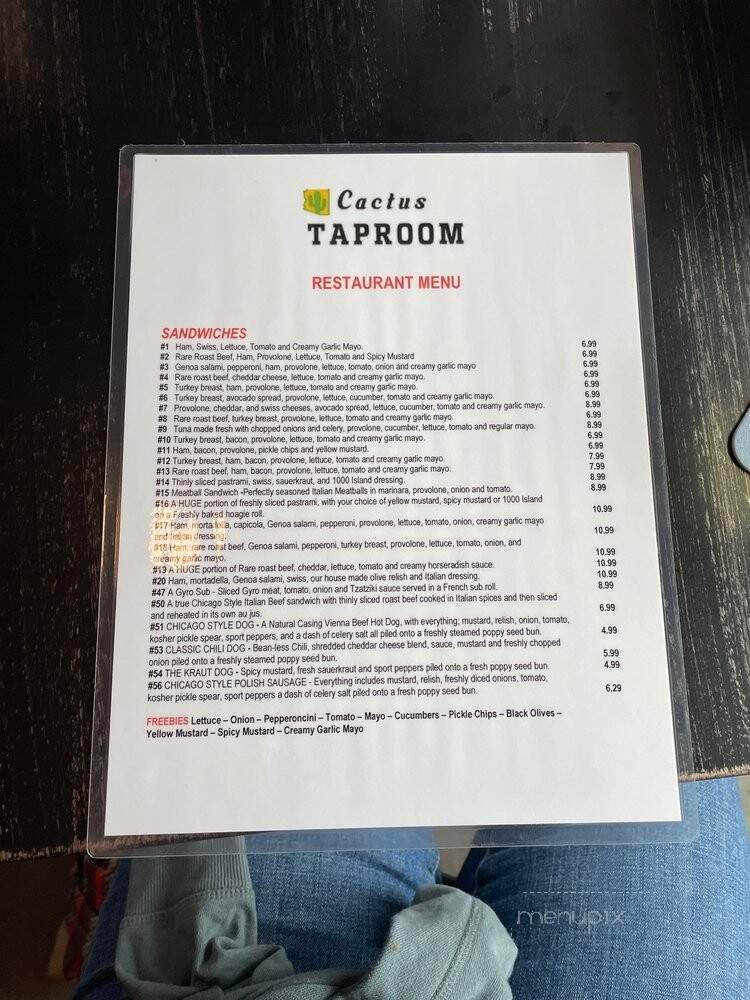 Cactus
TAPROOM
RESTAURANT MENU
SANDWICHES
#1 Ham, Swiss, Lettuce, Tomato and Creamy Garlic Mayo. 6.99
#2 Rare Roast Beef, Ham, Provolone, Lettuce, Tomato and Spicy Mustard 6.99
#3 Genoa salami, pepperoni, ham, provolone, lettuce, tomato, onion and creamy garlic mayo 6.99
#4 Rare roast beef, cheddar cheese, lettuce, tomato and creamy garlic mayo. 6.99
#5 Turkey breast, ham, provolone, lettuce, tomato and creamy garlic mayo. 6.99
#6 Turkey breast, avocado spread, provolone, lettuce, cucumber, tomato and creamy garlic mayo. 6.99
#7 Provolone, cheddar, and swiss cheeses, avocado spread, lettuce, cucumber, tomato and creamy garlic mayo. 8.99
#8 Rare roast beef, turkey breast, provolone, lettuce, tomato and creamy garlic mayo. 6.99
#9 Tuna made fresh with chopped onions and celery, provolone, cucumber, lettuce, tomato and regular mayo. 8.99
#10 Turkey breast, bacon, provolone, lettuce, tomato and creamy garlic mayo. 6.99
#11 Ham, bacon, provolone, pickle chips and yellow mustard. 6.99
#12 Turkey breast, ham, bacon, provolone, lettuce, tomato and creamy garlic mayo. 7.99
#13 Rare roast beef, ham, bacon, provolone, lettuce, tomato and creamy garlic mayo. 7.99
#14 Thinly sliced pastrami, swiss, sauerkraut, and 1000 Island dressing. 8.99
#15 Meatball Sandwich -Perfectly seasoned Italian Meatballs in marinara, provolone, onion and tomato. 8.99
#16 A HUGE portion of freshly sliced pastrami, with your choice of yellow mustard, spicy mustard or 1000 Island
on a Freshly baked hoagie roll. 10.99
#17 Ham, mortadella, capicola, Genoa salami, pepperoni, provolone, lettuce, tomato, onion, creamy garlic mayo
and Italian dressing 10.99
#18 Ham, rare roast beef, Genoa salami, pepperoni, turkey breast, provolone, lettuce, tomato, onion, and
creamy garlic mayo. 10.99
#19 A HUGE portion of Rare roast beef, cheddar, lettuce, tomato and creamy horseradish sauce. 10.99
#20 Ham, mortadella, Genoa salami, swiss, our house made olive relish and Italian dressing. 10.99
#47 A Gyro Sub - Sliced Gyro meat, tomato, onion and Tzatziki sauce served in a French sub roll. 8.99
#50 A true Chicago Style Italian Beef sandwich with thinly sliced roast beef cooked in Italian spices and then sliced
and reheated in its own au jus. 6.99
#51 CHICAGO STYLE DOG - A Natural Casing Vienna Beef Hot Dog, with everything; mustard, relish, onion, tomato,
kosher pickle spear, sport peppers, and a dash of celery salt all piled onto a freshly steamed poppy seed bun. 4.99
#53 CLASSIC CHILI DOG - Bean-less Chili, shredded cheddar cheese blend, sauce, mustard and freshly chopped
onion piled onto a freshly steamed poppy seed bun. 5.99
#54 THE KRAUT DOG - Spicy mustard, fresh sauerkraut and sport peppers piled onto a fresh poppy seed bun. 4.99
#56 CHICAGO STYLE POLISH SAUSAGE - Everything includes mustard, relish, freshly diced onions, tomato,
kosher pickle spear, sport peppers a dash of celery salt piled onto a fresh poppy seed bun. 6.29
FREEBIES Lettuce – Onion – Pepperoncini – Tomato – Mayo – Cucumbers – Pickle Chips – Black Olives –
Yellow Mustard – Spicy Mustard – Creamy Garlic Mayo
menupix